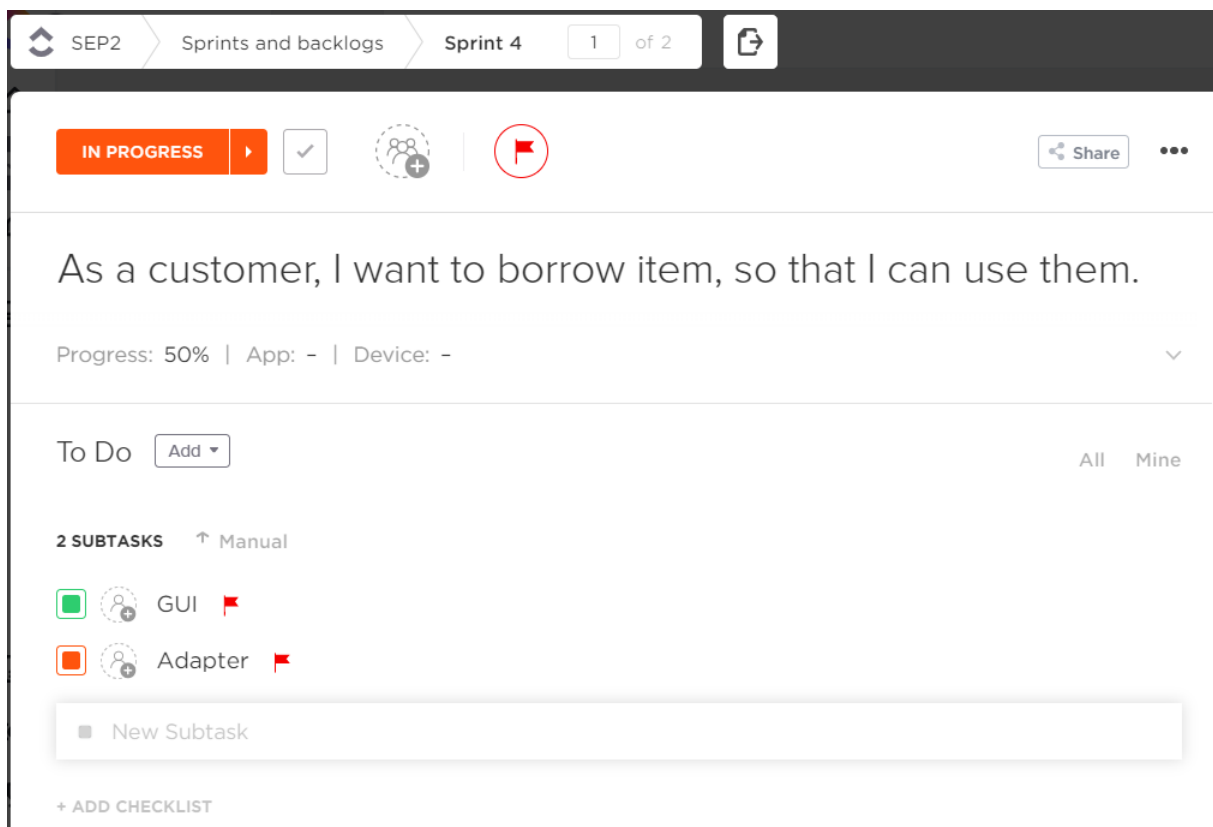 SEP2 Sprints and backlogs Sprint 4 1 of 2
IN PROGRESS Share
As a customer, I want to borrow item, so that I can use them.
Progress: 50% | App: – | Device: –
To Do Add
All Mine
2 SUBTASKS Manual
GUI
Adapter
New Subtask
+ ADD CHECKLIST